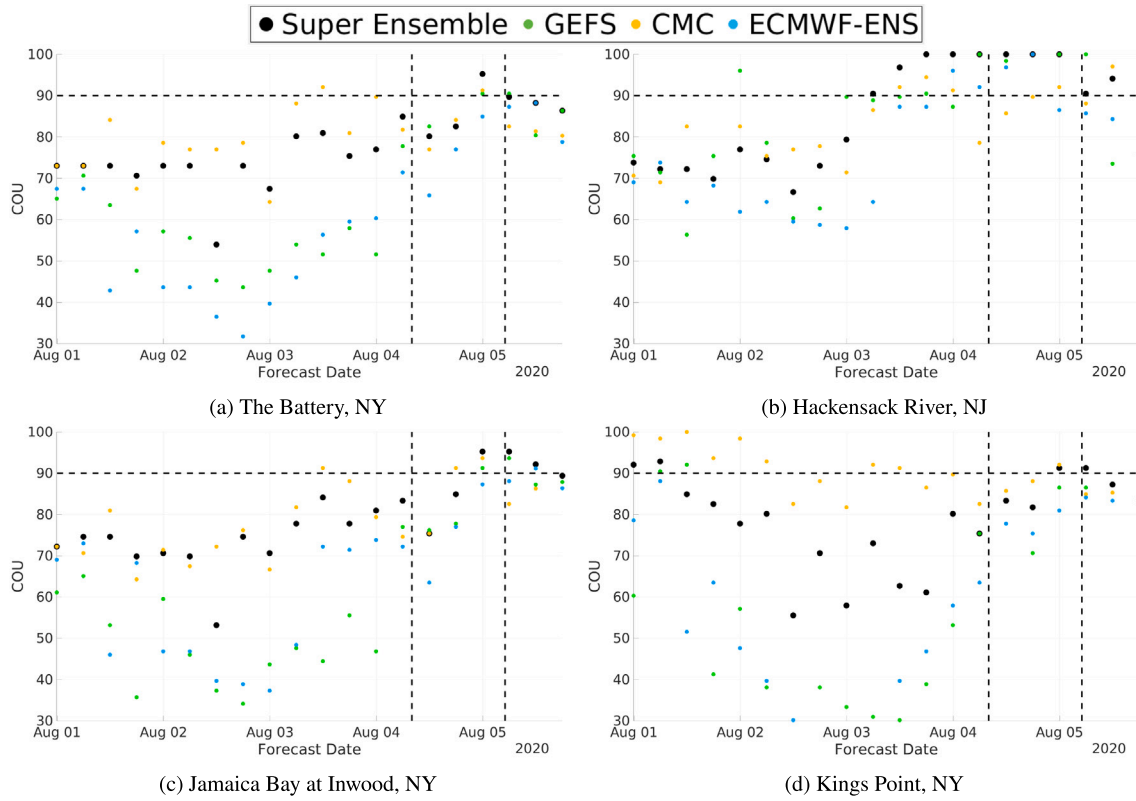 Super Ensemble GEFS CMC ECMWF-ENS
100
90
80
70
60
50
40
30
COU
Aug 01 Aug 02 Aug 03 Aug 04 Aug 05
Forecast Date 2020
(a) The Battery, NY
100
90
80
70
60
50
40
30
COU
Aug 01 Aug 02 Aug 03 Aug 04 Aug 05
Forecast Date 2020
(b) Hackensack River, NJ
100
90
80
70
60
50
40
30
COU
Aug 01 Aug 02 Aug 03 Aug 04 Aug 05
Forecast Date 2020
(c) Jamaica Bay at Inwood, NY
100
90
80
70
60
50
40
30
COU
Aug 01 Aug 02 Aug 03 Aug 04 Aug 05
Forecast Date 2020
(d) Kings Point, NY